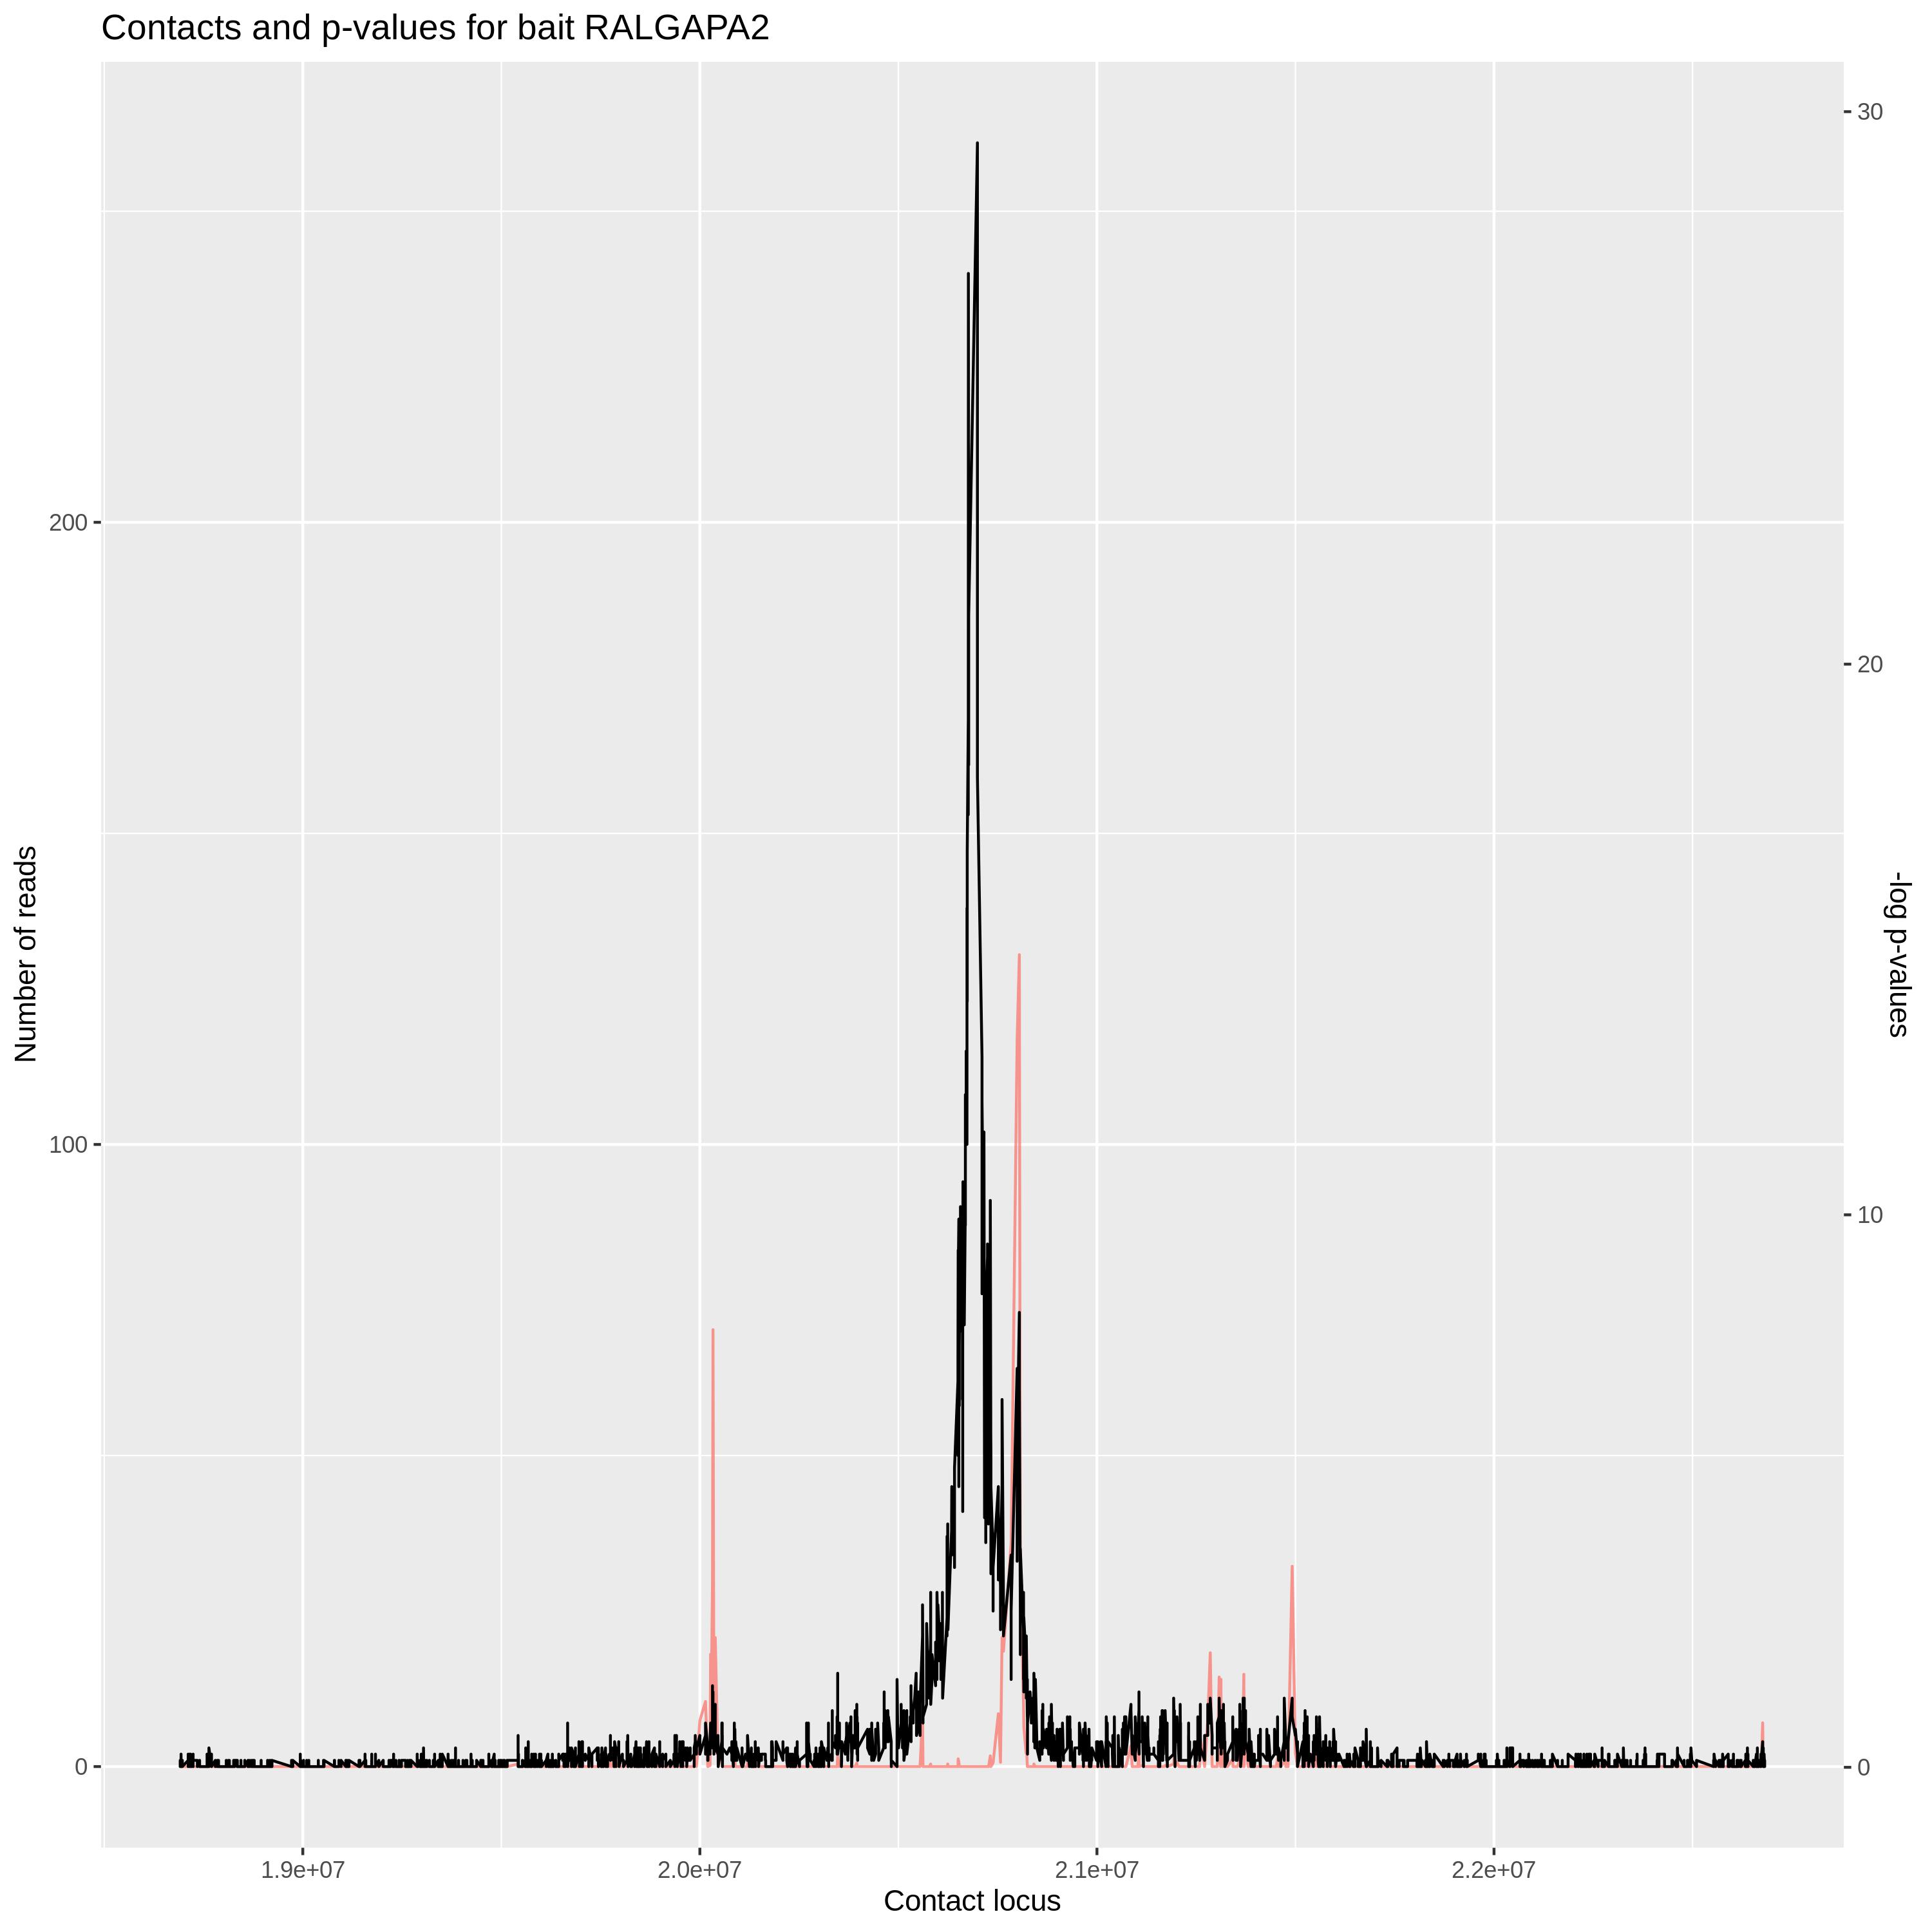 Contacts and p-values for bait RALGAPA2
30
200
20
Number of reads
-log p-values
100
10
0
0
1.9e+07
2.0e+07
2.1e+07
2.2e+07
Contact locus